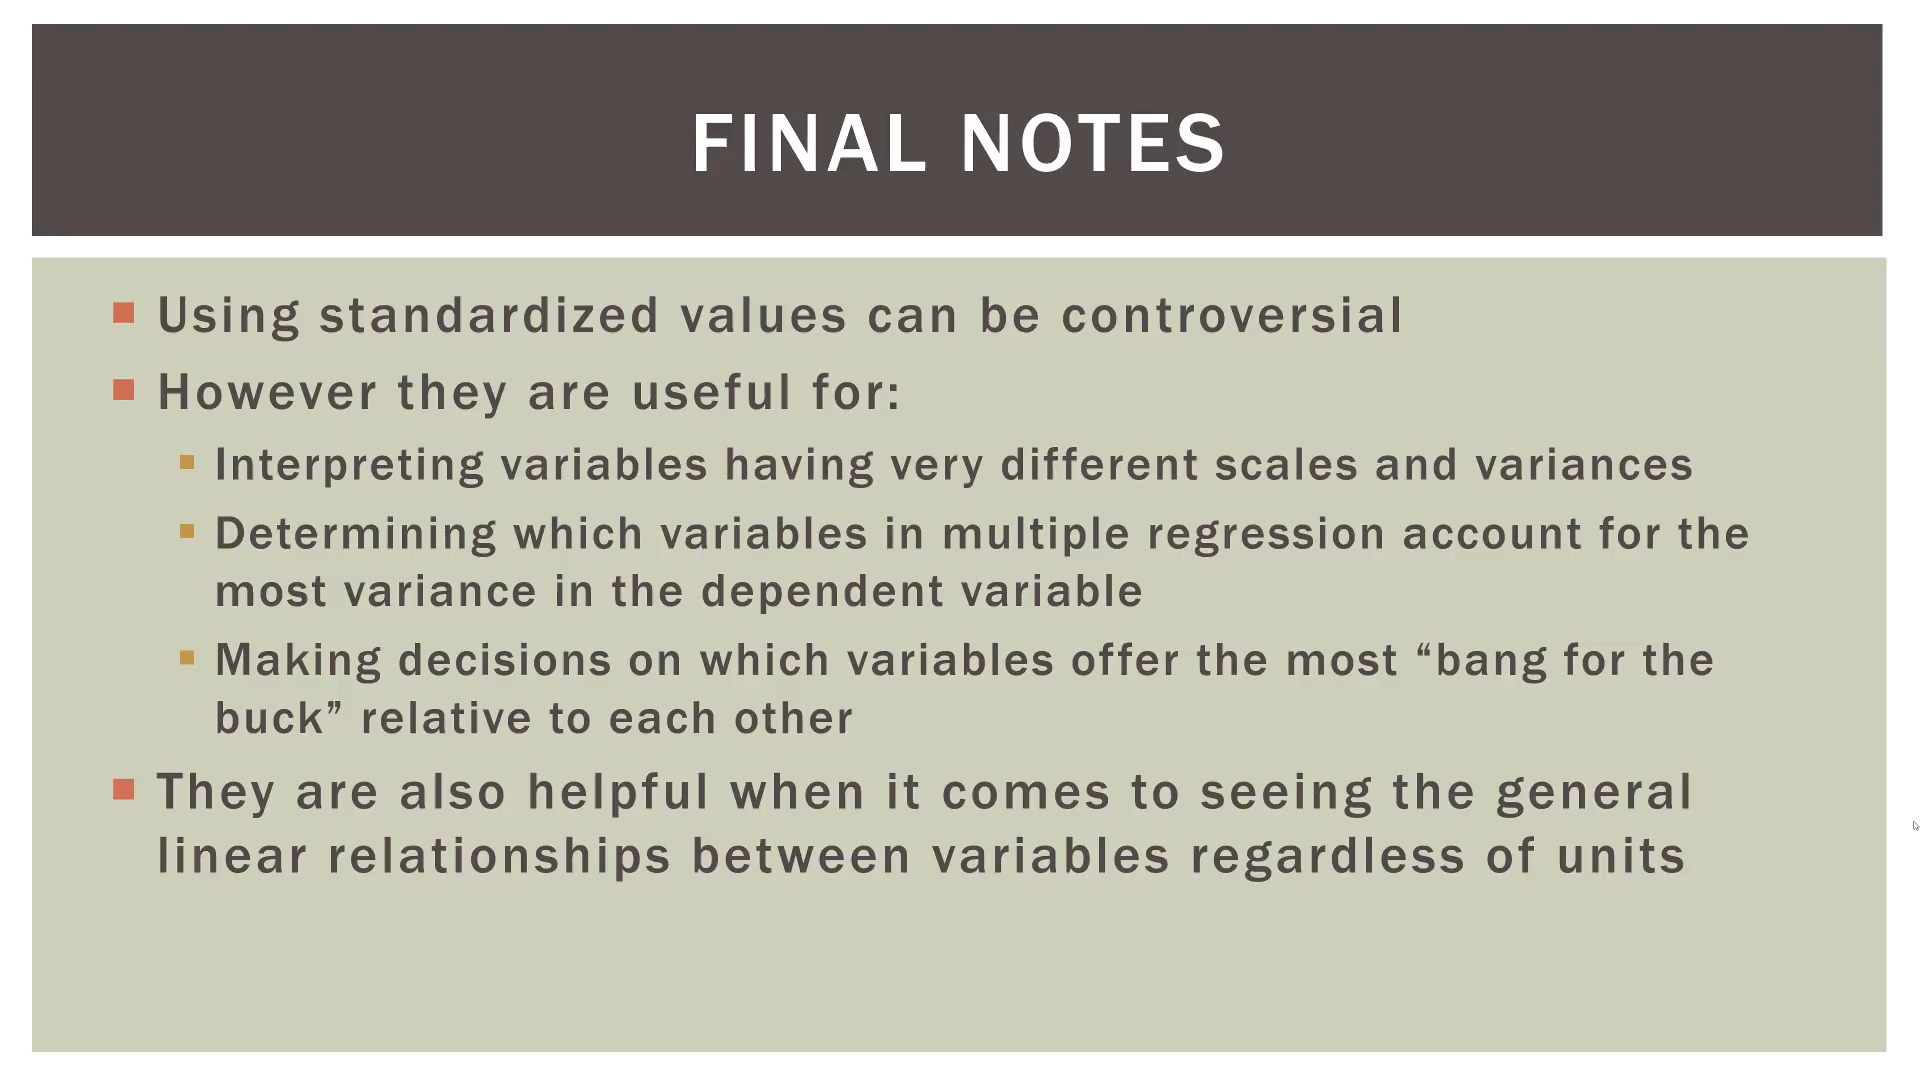 FINAL NOTES
Using standardized values can be controversial
However they are useful for:
Interpreting variables having very different scales and variances
Determining which variables in multiple regression account for the
most variance in the dependent variable
Making decisions on which variables offer the most “bang for the
buck” relative to each other
They are also helpful when it comes to seeing the general
linear relationships between variables regardless of units